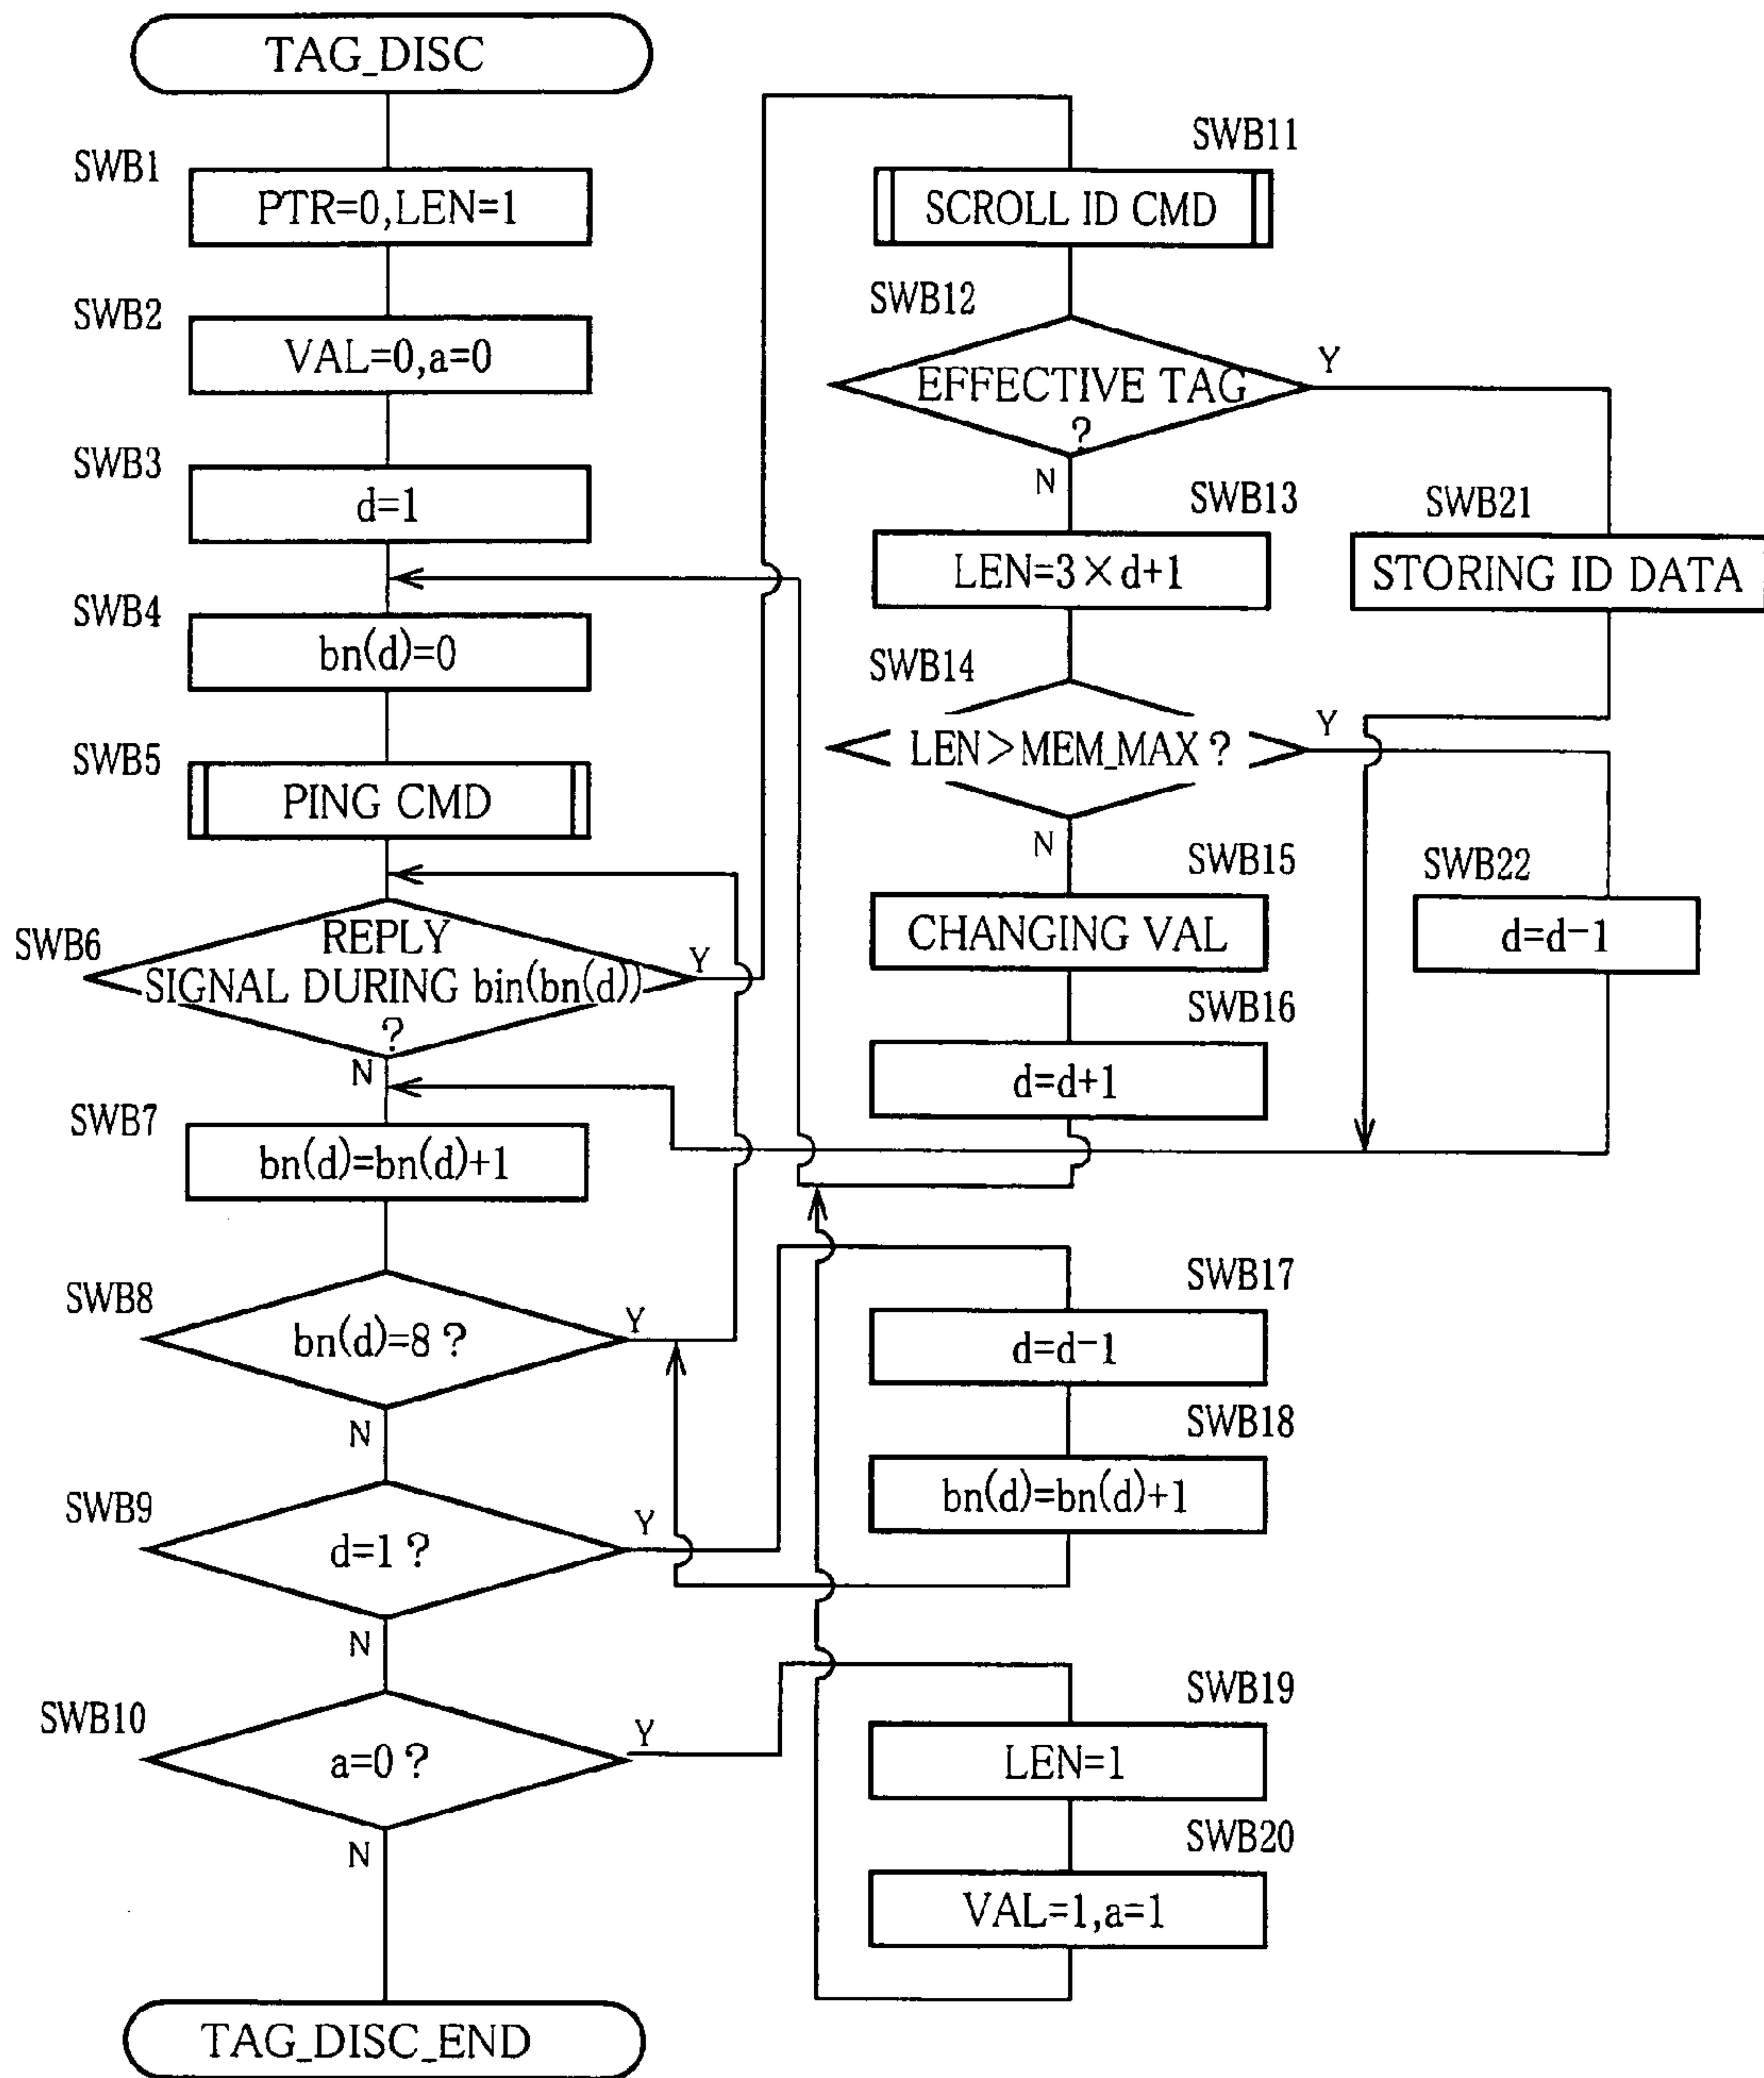 TAG_DISC
SWB1
PTR=0,LEN=1
SWB2
VAL=0,a=0
SWB3
d=1
SWB4
bn(d)=0
SWB5
PING CMD
SWB6
REPLY
SIGNAL DURING bin(bn(d))
?
Y
N
SWB7
bn(d)=bn(d)+1
SWB8
bn(d)=8 ?
Y
N
SWB9
d=1 ?
Y
N
SWB10
a=0 ?
Y
N
TAG_DISC_END
SWB11
SCROLL ID CMD
SWB12
EFFECTIVE TAG
?
Y
N
SWB13
LEN=3×d+1
SWB14
LEN>MEM_MAX ?
Y
N
SWB15
CHANGING VAL
SWB16
d=d+1
SWB17
d=d-1
SWB18
bn(d)=bn(d)+1
SWB19
LEN=1
SWB20
VAL=1,a=1
SWB21
STORING ID DATA
SWB22
d=d-1